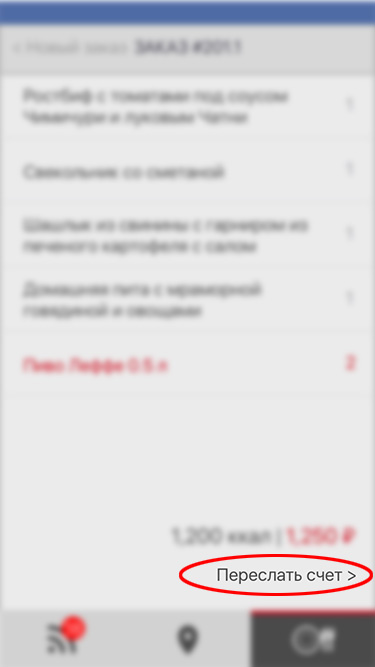 < Новый заказ ЗАКАЗ #2011
Ростбиф с томатами под соусом 1
Чимичури и луковым Чатни
Свекольник со сметаной 1
Шашлык из свинины с гарниром из 1
печеного картофеля с салом
Домашняя пита с мраморной 1
говядиной и овощами
Пиво Леффе 0.5 л 2
1,200 ккал | 1,250 ₽
Переслать счет >